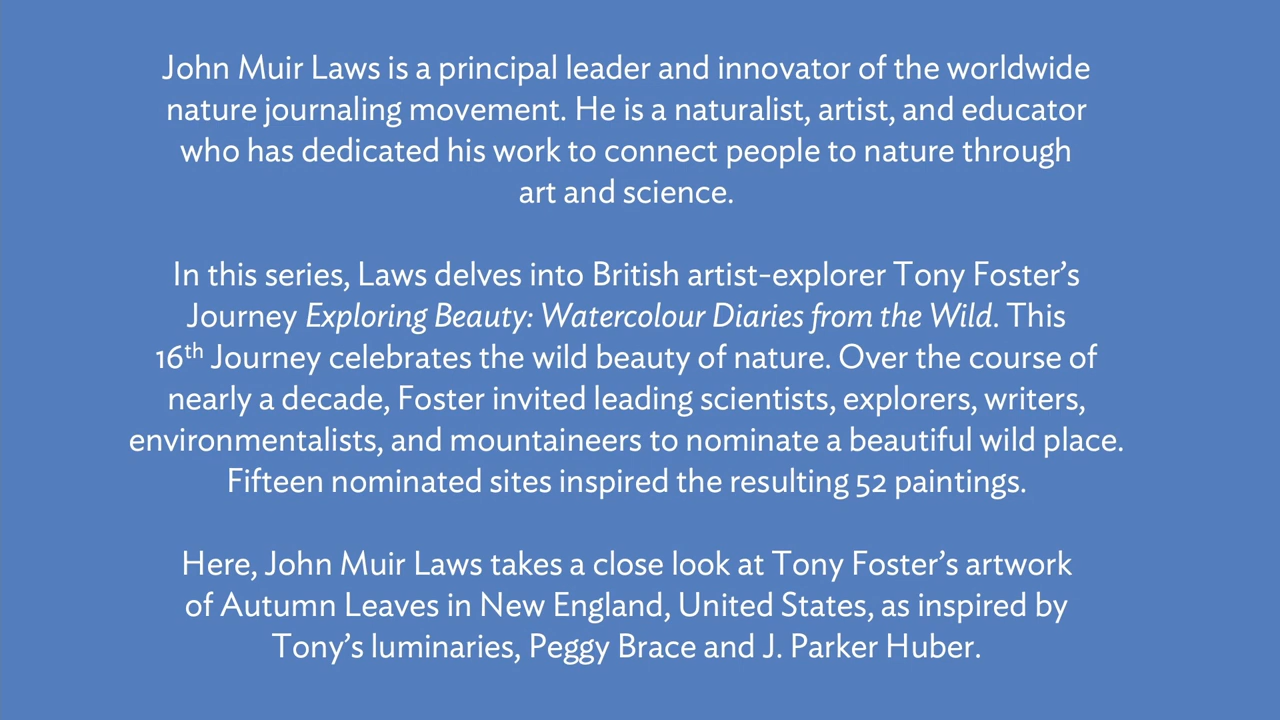 John Muir Laws is a principal leader and innovator of the worldwide
nature journaling movement. He is a naturalist, artist, and educator
who has dedicated his work to connect people to nature through
art and science.
In this series, Laws delves into British artist-explorer Tony Foster’s
Journey Exploring Beauty: Watercolour Diaries from the Wild. This
16th Journey celebrates the wild beauty of nature. Over the course of
nearly a decade, Foster invited leading scientists, explorers, writers,
environmentalists, and mountaineers to nominate a beautiful wild place.
Fifteen nominated sites inspired the resulting 52 paintings.
Here, John Muir Laws takes a close look at Tony Foster’s artwork
of Autumn Leaves in New England, United States, as inspired by
Tony’s luminaries, Peggy Brace and J. Parker Huber.